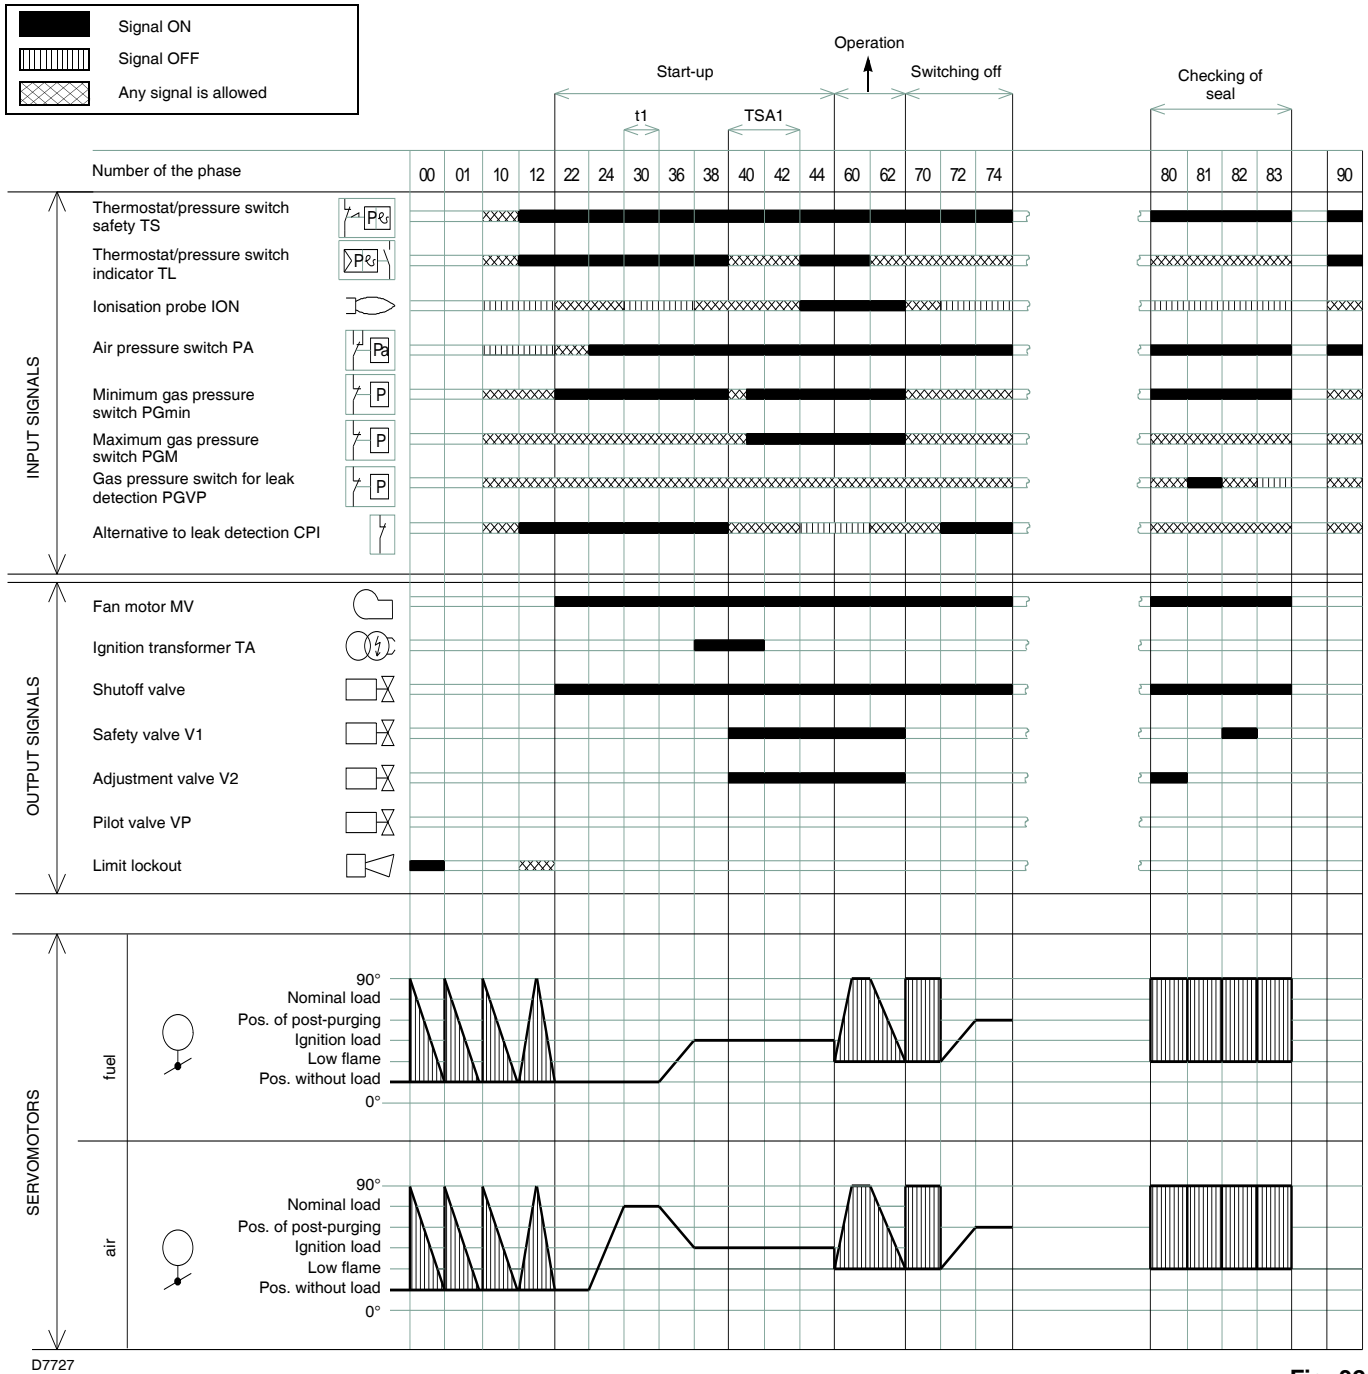 Signal ON
Signal OFF
Any signal is allowed
Operation
Start-up
Switching off
Checking of
seal
t1
TSA1
Number of the phase
00 01 10 12 22 24 30 36 38 40 42 44 60 62 70 72 74 80 81 82 83 90
INPUT SIGNALS
Thermostat/pressure switch
safety TS
P
Thermostat/pressure switch
indicator TL
P
Ionisation probe ION
Air pressure switch PA
Pa
Minimum gas pressure
switch PGmin
P
Maximum gas pressure
switch PGM
P
Gas pressure switch for leak
detection PGVP
P
Alternative to leak detection CPI
OUTPUT SIGNALS
Fan motor MV
Ignition transformer TA
Shutoff valve
Safety valve V1
Adjustment valve V2
Pilot valve VP
Limit lockout
SERVOMOTORS
fuel
90°
Nominal load
Pos. of post-purging
Ignition load
Low flame
Pos. without load
0°
air
90°
Nominal load
Pos. of post-purging
Ignition load
Low flame
Pos. without load
0°
D7727